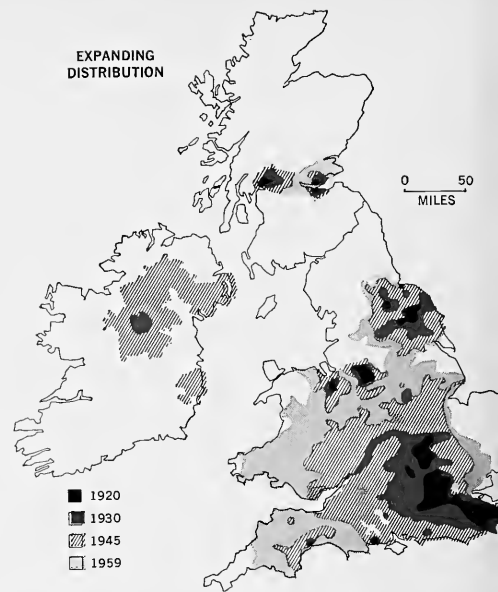 EXPANDING
DISTRIBUTION
0 50
MILES
1920
1930
1945
1959